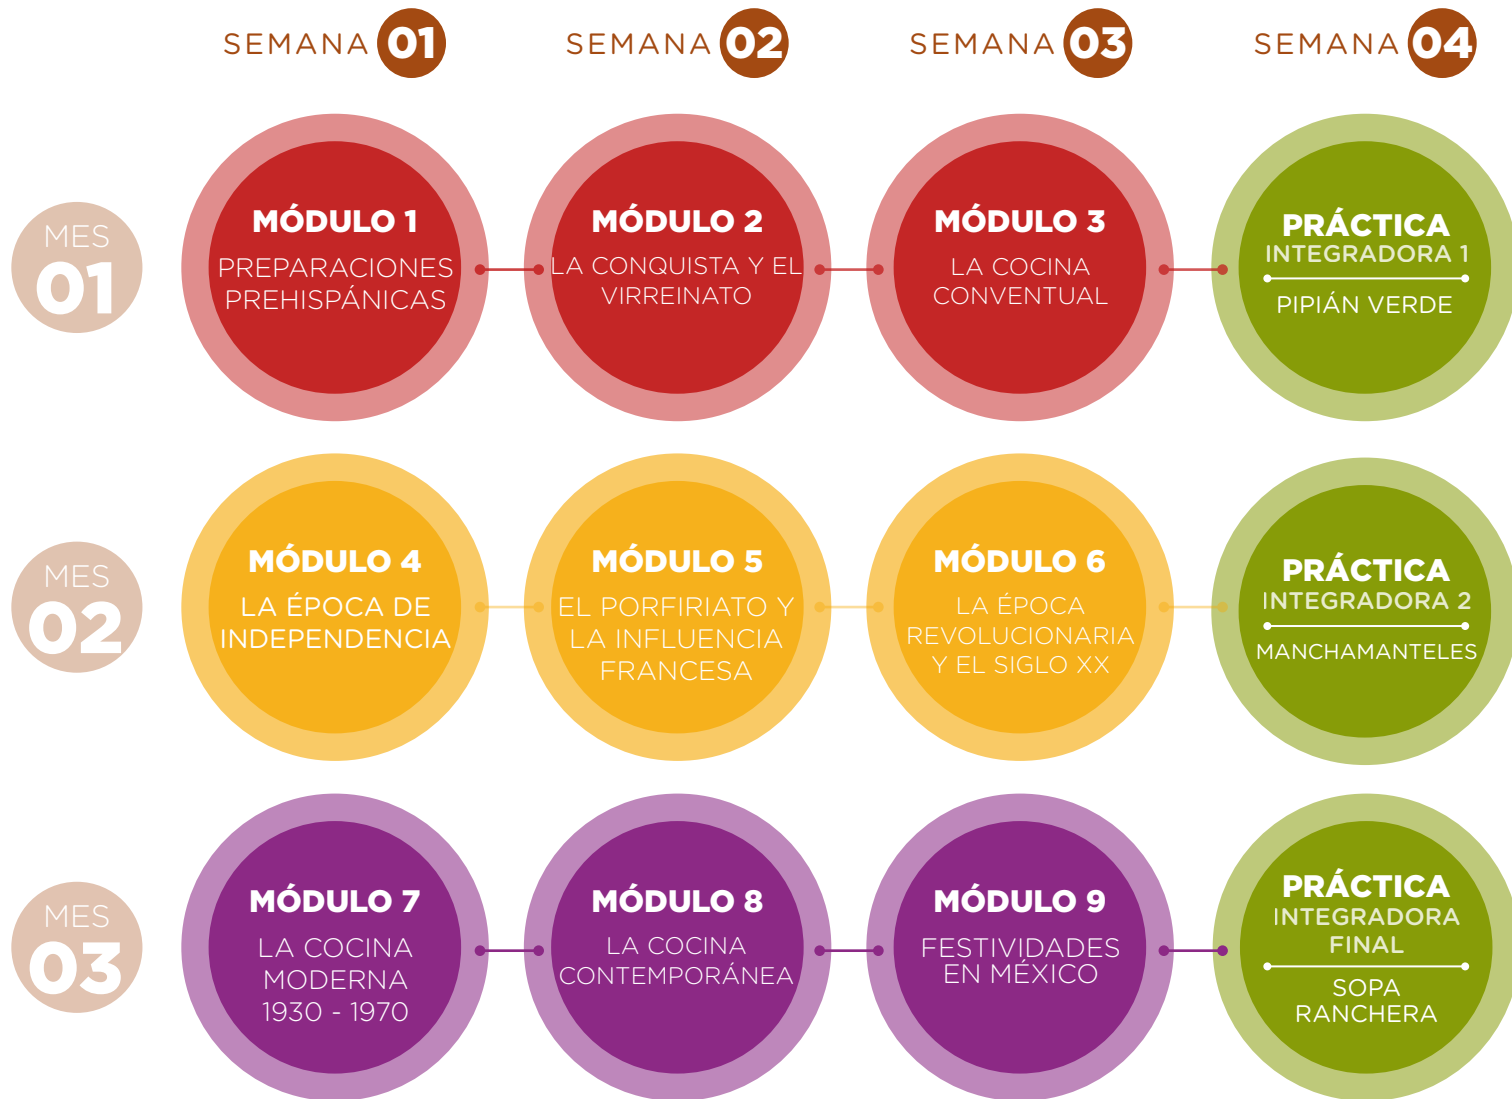 SEMANA 01
SEMANA 02
SEMANA 03
SEMANA 04
MES
01
MÓDULO 1
PREPARACIONES
PREHISPÁNICAS
MÓDULO 2
LA CONQUISTA Y EL
VIRREINATO
MÓDULO 3
LA COCINA
CONVENTUAL
PRÁCTICA
INTEGRADORA 1
PIPIÁN VERDE
MES
02
MÓDULO 4
LA ÉPOCA DE
INDEPENDENCIA
MÓDULO 5
EL PORFIRIATO Y
LA INFLUENCIA
FRANCESA
MÓDULO 6
LA ÉPOCA
REVOLUCIONARIA
Y EL SIGLO XX
PRÁCTICA
INTEGRADORA 2
MANCHAMANTELES
MES
03
MÓDULO 7
LA COCINA
MODERNA
1930 - 1970
MÓDULO 8
LA COCINA
CONTEMPORÁNEA
MÓDULO 9
FESTIVIDADES
EN MÉXICO
PRÁCTICA
INTEGRADORA
FINAL
SOPA
RANCHERA